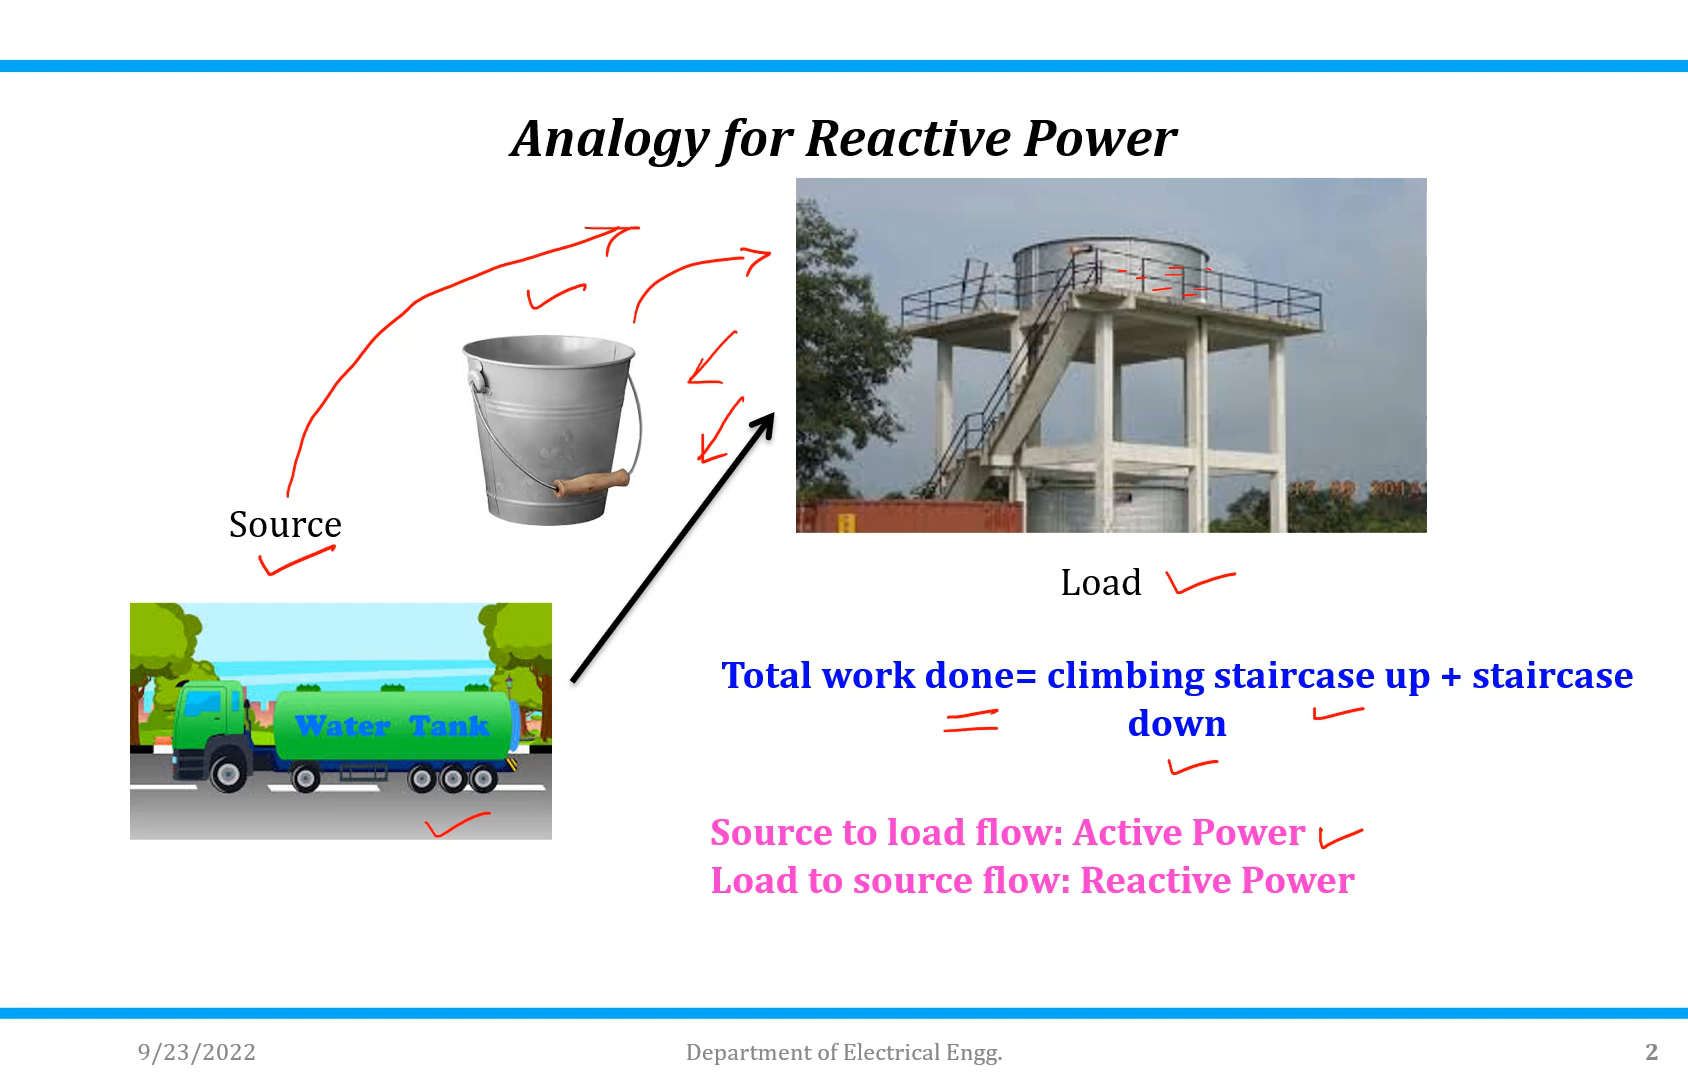 Analogy for Reactive Power
Source
Water Tank
Load
Total work done= climbing staircase up + staircase
down
Source to load flow: Active Power
Load to source flow: Reactive Power
9/23/2022
Department of Electrical Engg.
2